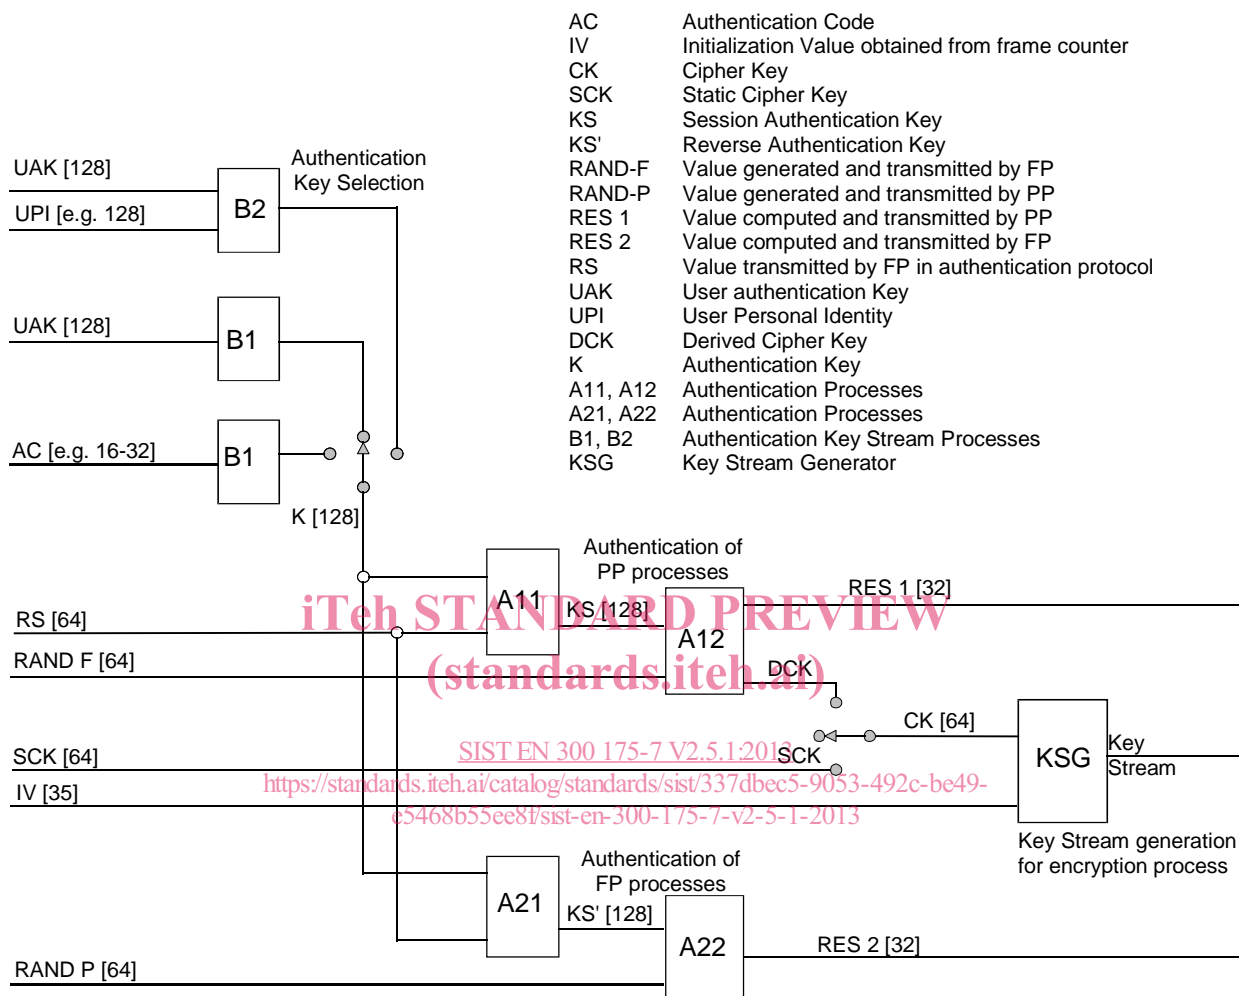 AC Authentication Code
IV Initialization Value obtained from frame counter
CK Cipher Key
SCK Static Cipher Key
KS Session Authentication Key
KS' Reverse Authentication Key
RAND-F Value generated and transmitted by FP
RAND-P Value generated and transmitted by PP
RES 1 Value computed and transmitted by PP
RES 2 Value computed and transmitted by FP
RS Value transmitted by FP in authentication protocol
UAK User authentication Key
UPI User Personal Identity
DCK Derived Cipher Key
K Authentication Key
A11, A12 Authentication Processes
A21, A22 Authentication Processes
B1, B2 Authentication Key Stream Processes
KSG Key Stream Generator
UAK [128]
UPI [e.g. 128]
B2
Authentication
Key Selection
UAK [128]
B1
AC [e.g. 16-32]
B1
K [128]
Authentication of
PP processes
A11
KS [128]
A12
RES 1 [32]
RS [64]
RAND F [64]
DCK
iTeh STANDARD PREVIEW
(standards.iteh.ai)
CK [64]
SCK [64]
SCK
KSG
Key
Stream
IV [35]
SIST EN 300 175-7 V2.5.1:2013
https://standards.iteh.ai/catalog/standards/sist/337dbec5-9053-492c-be49-
e5468b55ee8f/sist-en-300-175-7-v2-5-1-2013
Key Stream generation
for encryption process
Authentication of
FP processes
A21
KS' [128]
A22
RES 2 [32]
RAND P [64]